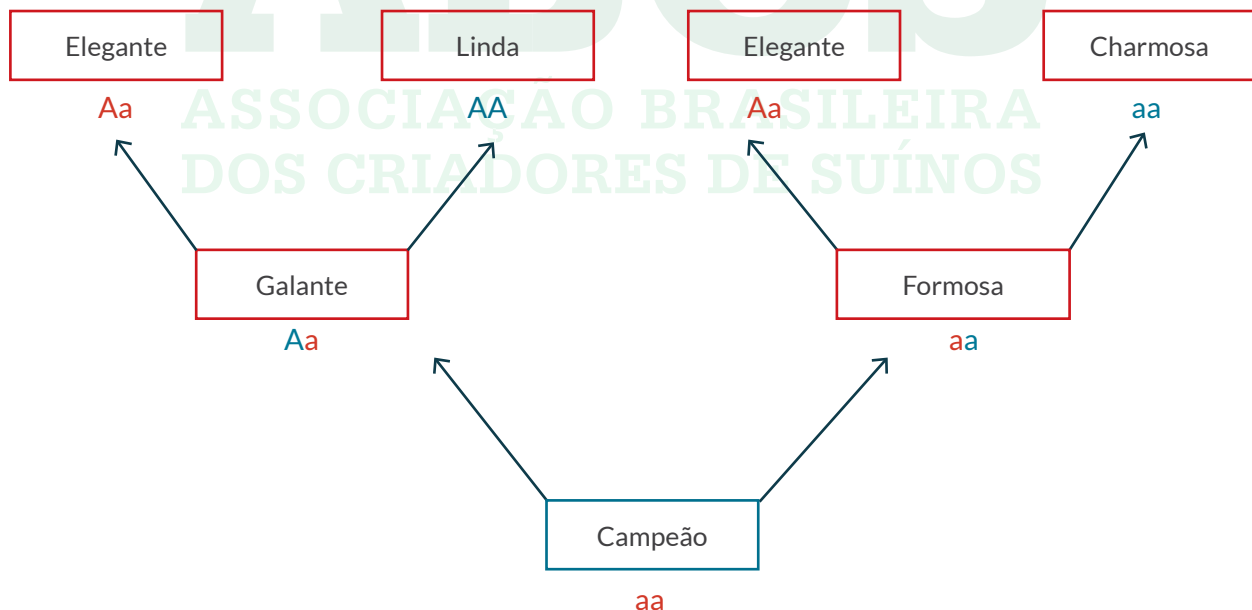 Elegante
Linda
Elegante
Charmosa
Aa
AA
Aa
aa
ASSOCIAÇÃO BRASILEIRA
DOS CRIADORES DE SUÍNOS
Galante
Formosa
Aa
aa
Campeão
aa